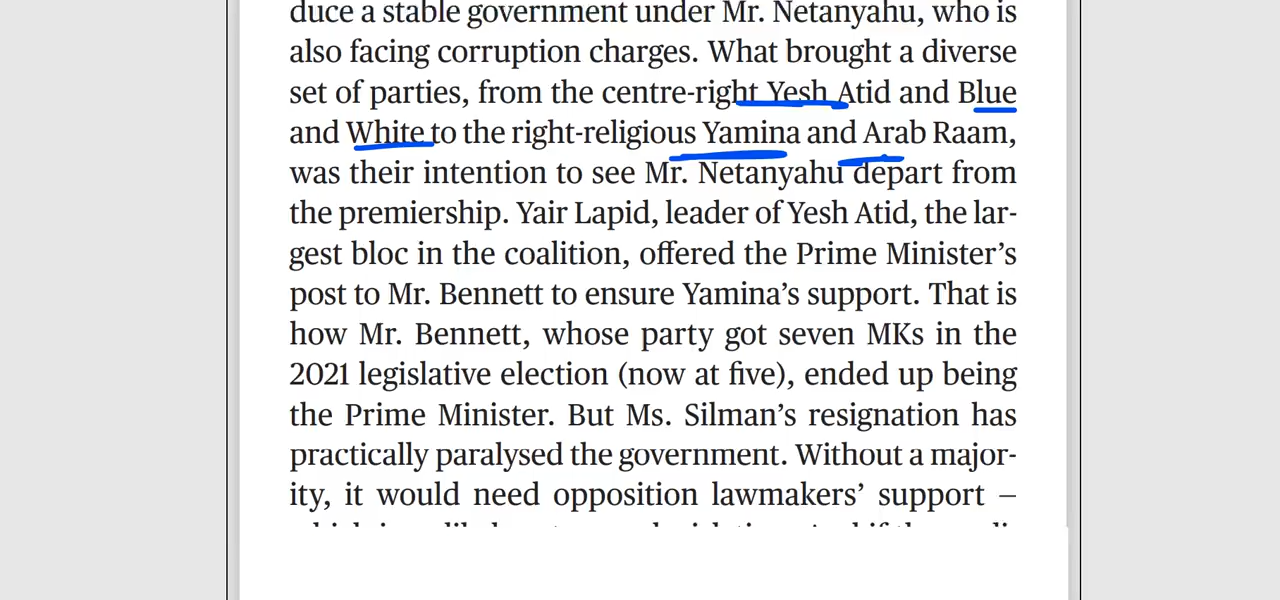 duce a stable government under Mr. Netanyahu, who is
also facing corruption charges. What brought a diverse
set of parties, from the centre-right Yesh Atid and Blue
and White to the right-religious Yamina and Arab Raam,
was their intention to see Mr. Netanyahu depart from
the premiership. Yair Lapid, leader of Yesh Atid, the lar-
gest bloc in the coalition, offered the Prime Minister’s
post to Mr. Bennett to ensure Yamina’s support. That is
how Mr. Bennett, whose party got seven MKs in the
2021 legislative election (now at five), ended up being
the Prime Minister. But Ms. Silman’s resignation has
practically paralysed the government. Without a major-
ity, it would need opposition lawmakers’ support –